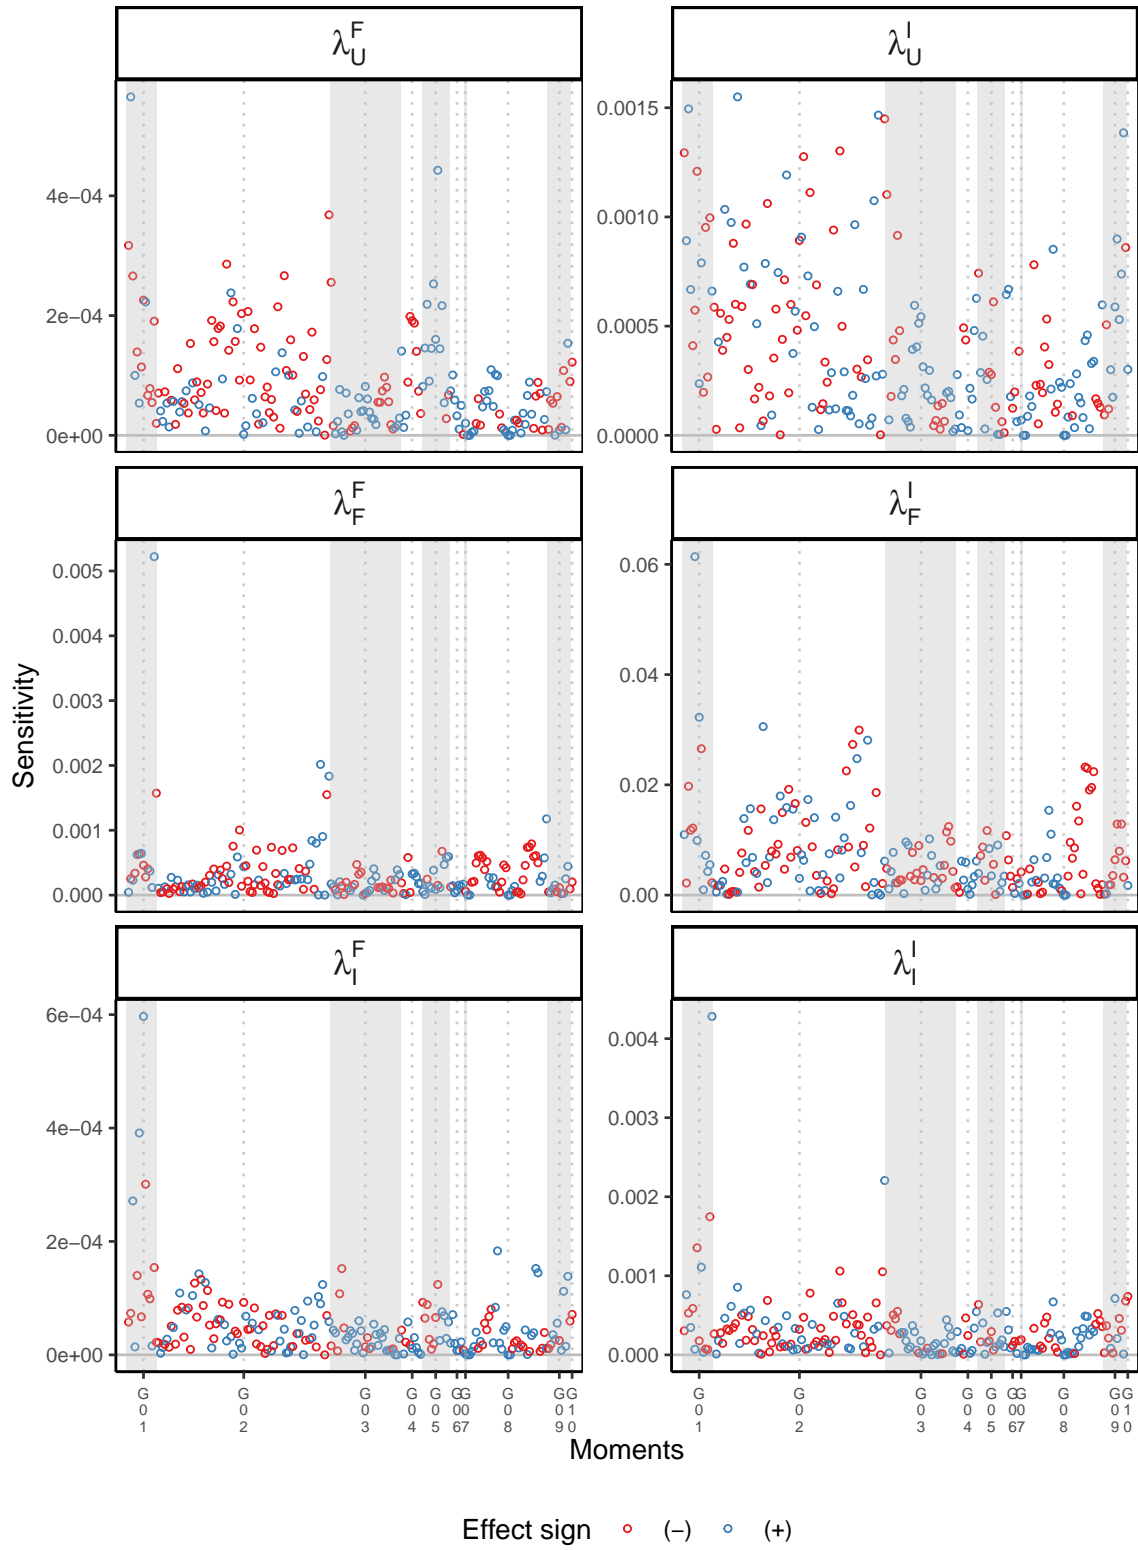 λ_U^F
λ_U^I
4e−04
2e−04
0e+00
0.0015
0.0010
0.0005
0.0000
λ_F^F
λ_F^I
0.005
0.004
0.003
0.002
0.001
0.000
0.06
0.04
0.02
0.00
λ_I^F
λ_I^I
6e−04
4e−04
2e−04
0e+00
0.004
0.003
0.002
0.001
0.000
Sensitivity
G01 G02 G03 G04 G05 G06 G07 G08 G09 G10
G01 G02 G03 G04 G05 G06 G07 G08 G09 G10
Moments
Effect sign (−) (+)